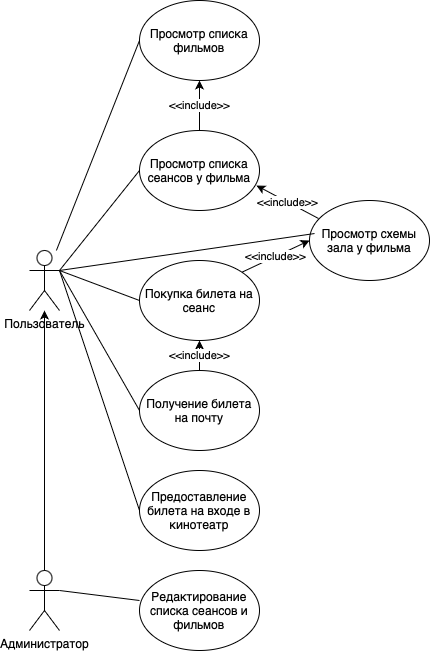 Просмотр списка
фильмов
<<include>>
Просмотр списка
сеансов у фильма
<<include>>
Просмотр схемы
зала у фильма
<<include>>
Покупка билета на
сеанс
Пользователь
<<include>>
Получение билета
на почту
Предоставление
билета на входе в
кинотеатр
Редактирование
списка сеансов и
фильмов
Администратор